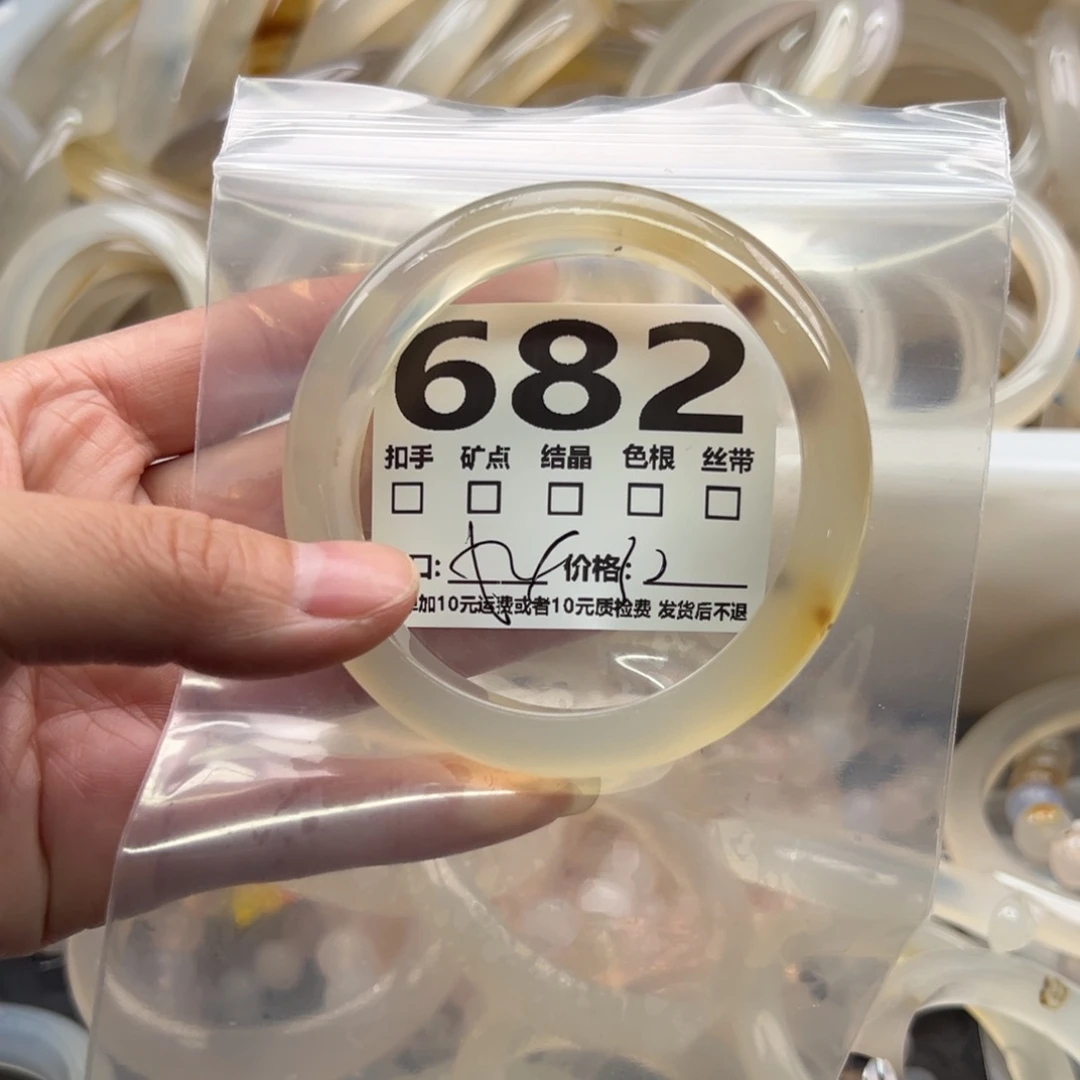 682
扣手 矿点 结晶 色根 丝带
口: 价格:
加10元运费或者10元质检费 发货后不退